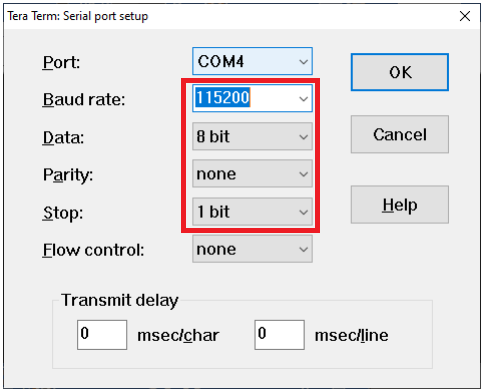 Tera Term: Serial port setup
Port: COM4 OK
Baud rate: 115200
Data: 8 bit Cancel
Parity: none
Stop: 1 bit Help
Flow control: none
Transmit delay
0 msec/char 0 msec/line